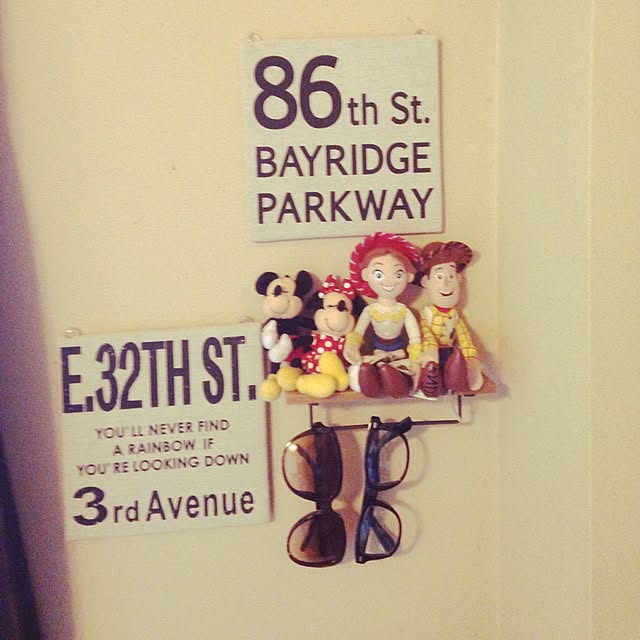 86th St.
BAYRIDGE
PARKWAY
E.32TH ST.
YOU'LL NEVER FIND
A RAINBOW IF
YOU'RE LOOKING DOWN
3rd Avenue